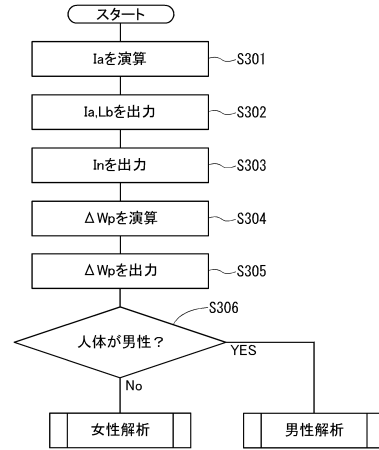 スタート
Iaを演算
S301
Ia,Lbを出力
S302
Inを出力
S303
ΔWpを演算
S304
ΔWpを出力
S305
S306
人体が男性？
YES
No
女性解析
男性解析